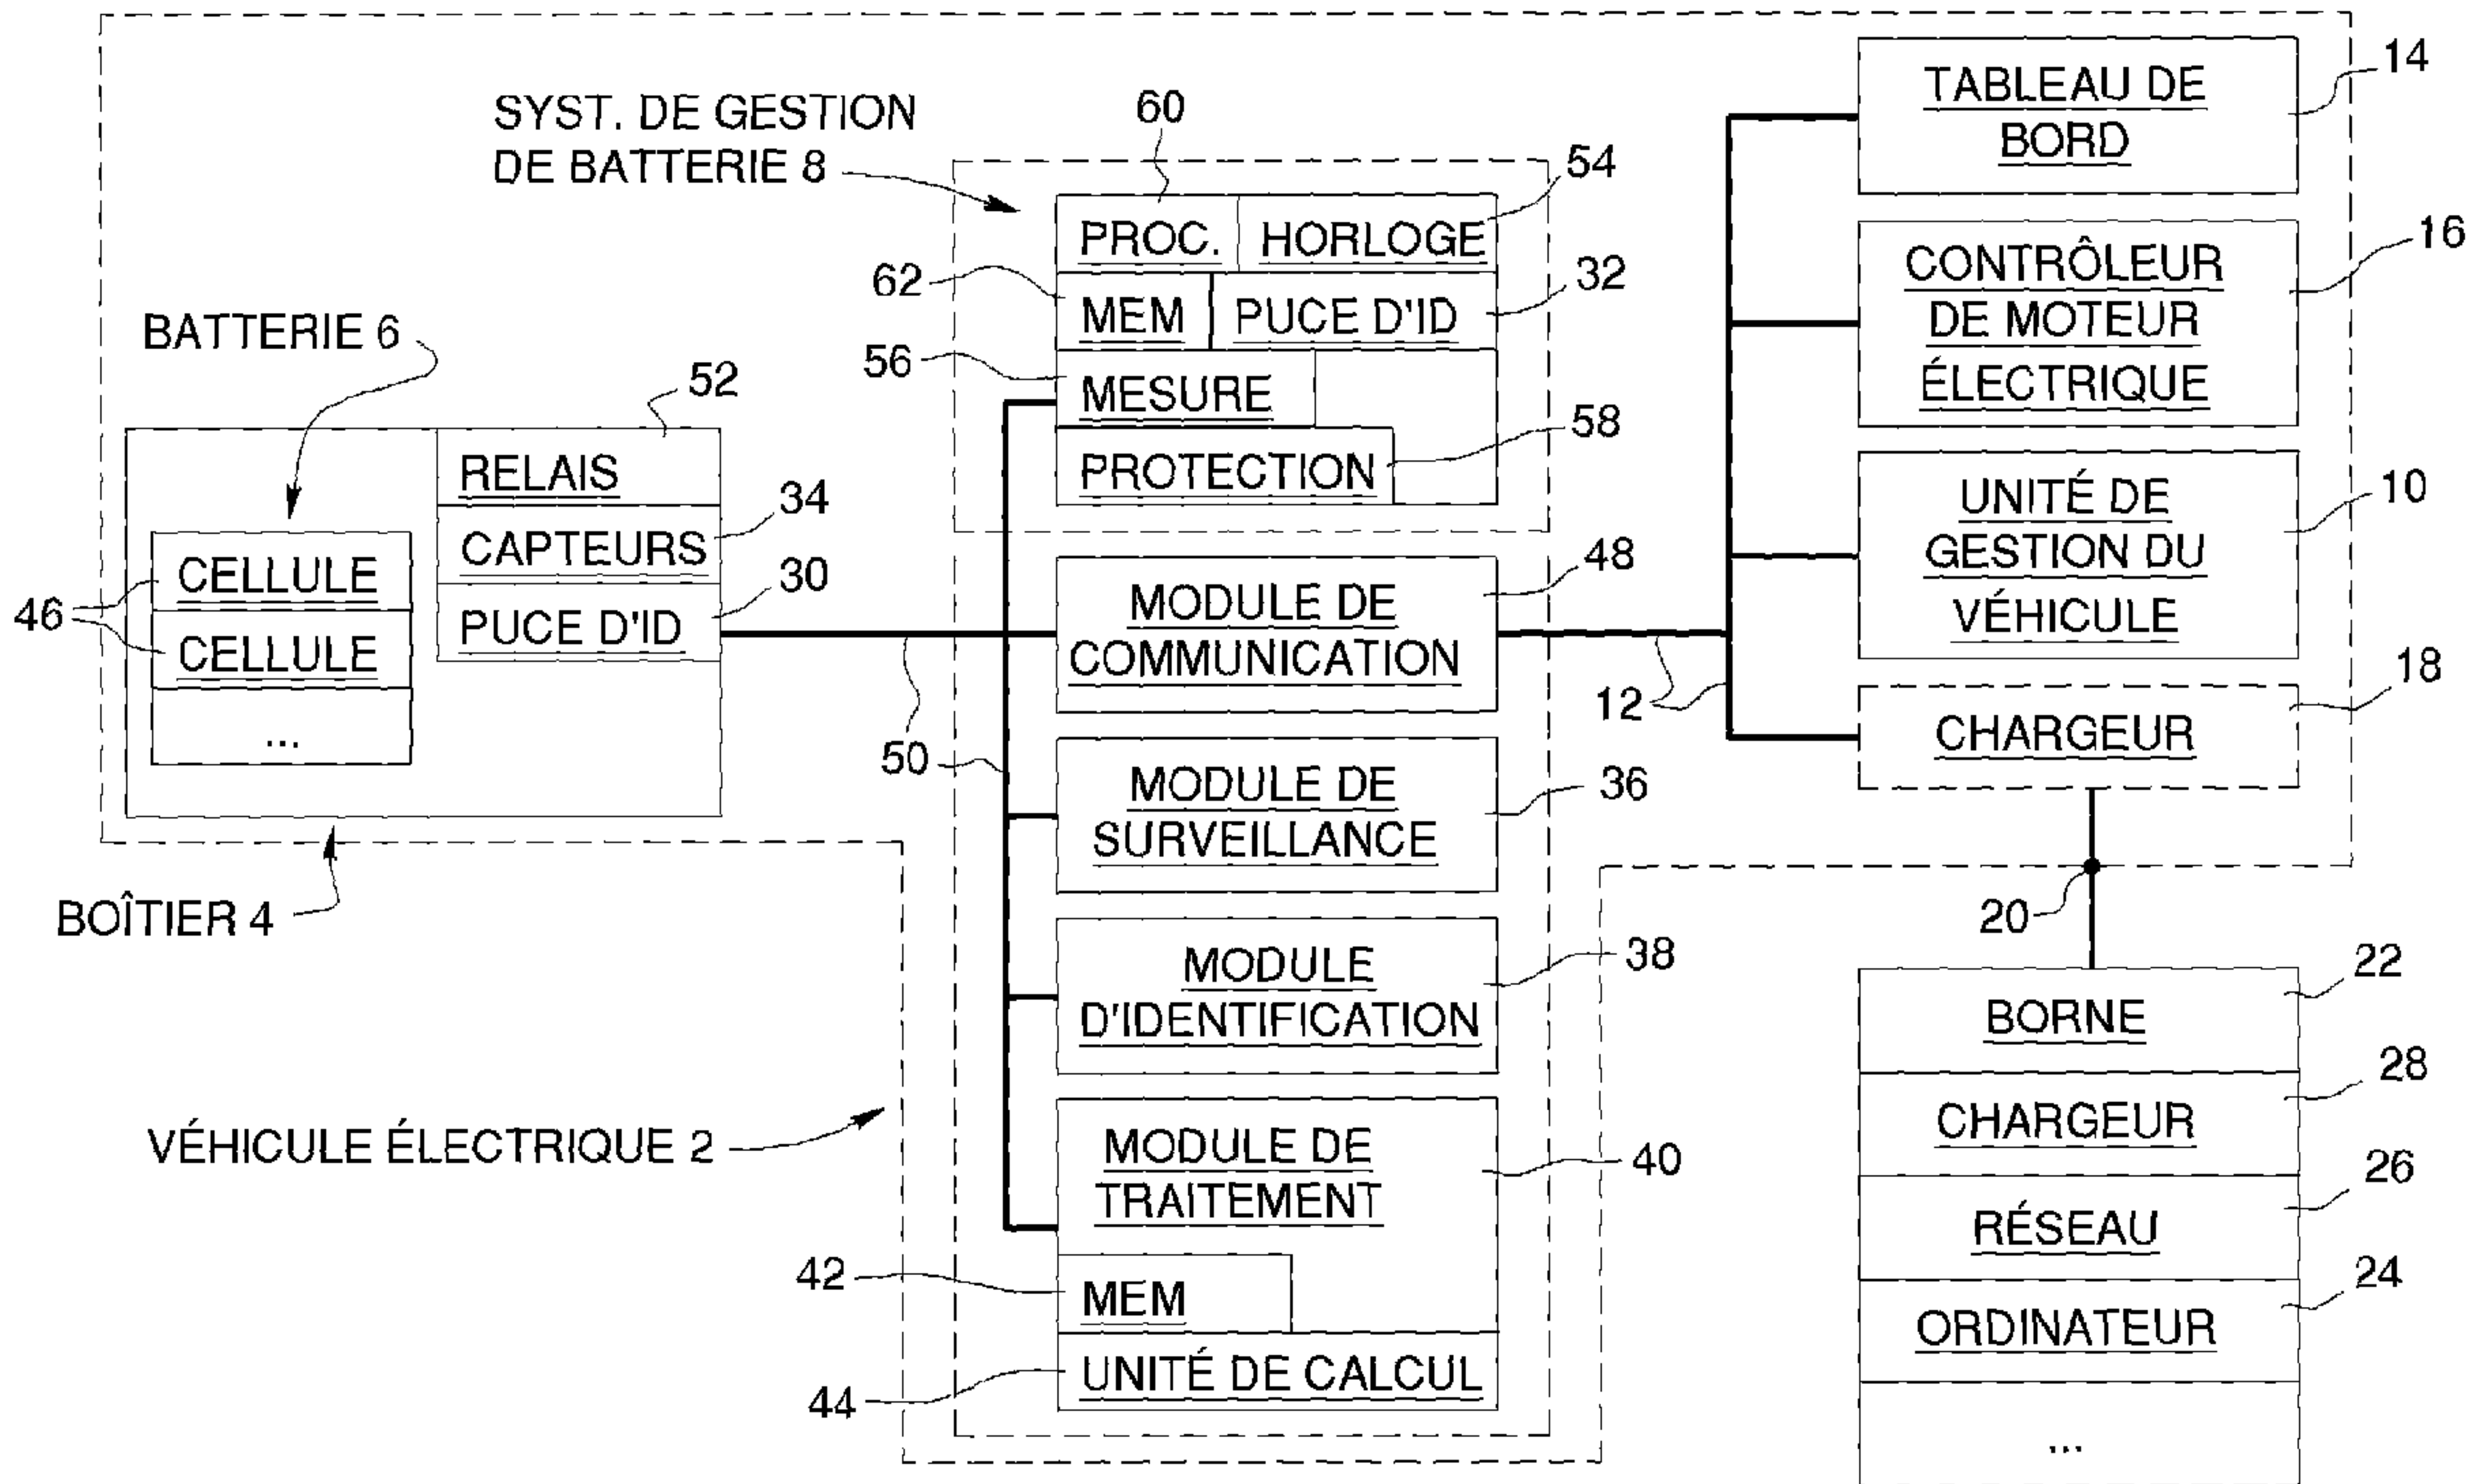 SYST. DE GESTION
DE BATTERIE 8
60
54
PROC.
HORLOGE
62
32
MEM
PUCE D'ID
56
MESURE
58
PROTECTION
BATTERIE 6
52
RELAIS
34
CAPTEURS
30
PUCE D'ID
46
CELLULE
CELLULE
...
BOÎTIER 4
50
48
MODULE DE
COMMUNICATION
12
36
MODULE DE
SURVEILLANCE
38
MODULE
D'IDENTIFICATION
40
MODULE DE
TRAITEMENT
42
MEM
44
UNITÉ DE CALCUL
VÉHICULE ÉLECTRIQUE 2
14
TABLEAU DE
BORD
16
CONTRÔLEUR
DE MOTEUR
ÉLECTRIQUE
10
UNITÉ DE
GESTION DU
VÉHICULE
18
CHARGEUR
20
22
BORNE
28
CHARGEUR
26
RÉSEAU
24
ORDINATEUR
...